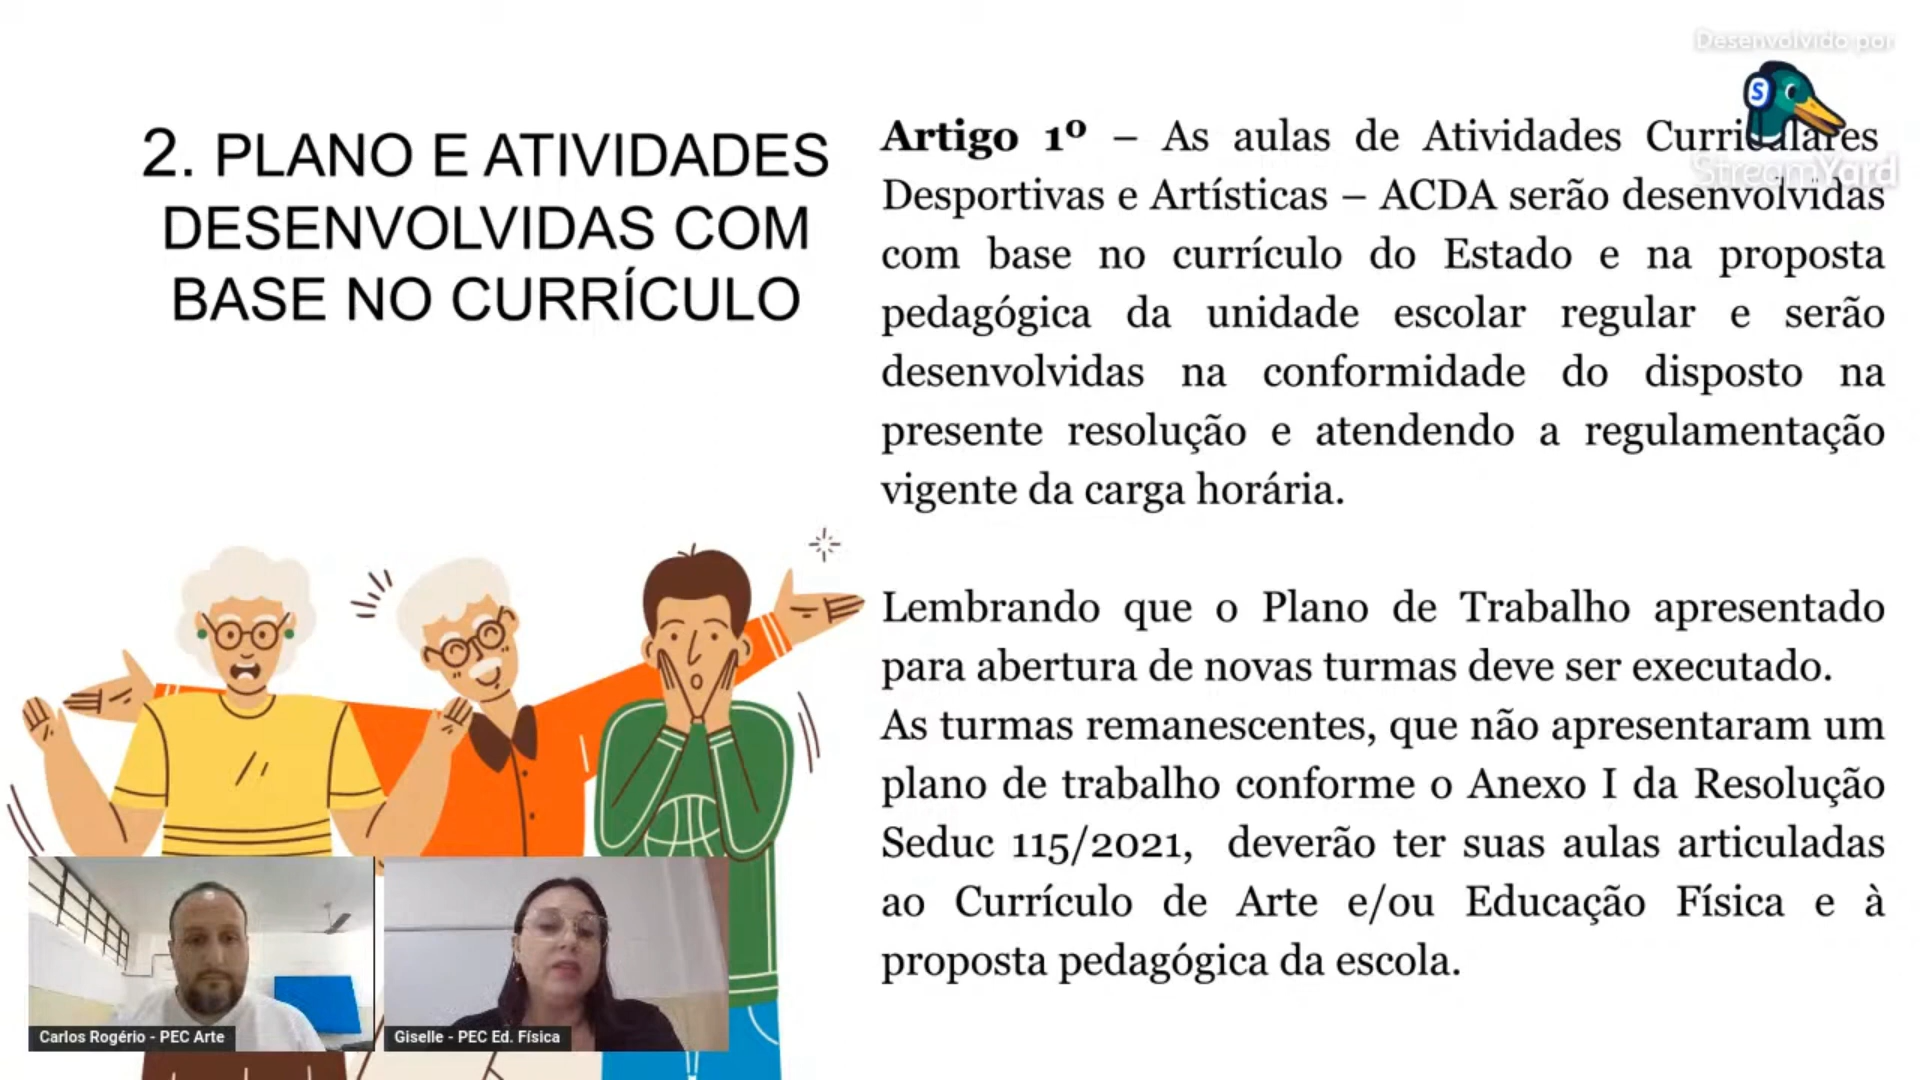 Desenvolvido por
S
StreamYard
2. PLANO E ATIVIDADES
DESENVOLVIDAS COM
BASE NO CURRÍCULO
Artigo 1º – As aulas de Atividades Curriculares
Desportivas e Artísticas – ACDA serão desenvolvidas
com base no currículo do Estado e na proposta
pedagógica da unidade escolar regular e serão
desenvolvidas na conformidade do disposto na
presente resolução e atendendo a regulamentação
vigente da carga horária.
Lembrando que o Plano de Trabalho apresentado
para abertura de novas turmas deve ser executado.
As turmas remanescentes, que não apresentaram um
plano de trabalho conforme o Anexo I da Resolução
Seduc 115/2021, deverão ter suas aulas articuladas
ao Currículo de Arte e/ou Educação Física e à
proposta pedagógica da escola.
Carlos Rogério - PEC Arte
Giselle - PEC Ed. Física